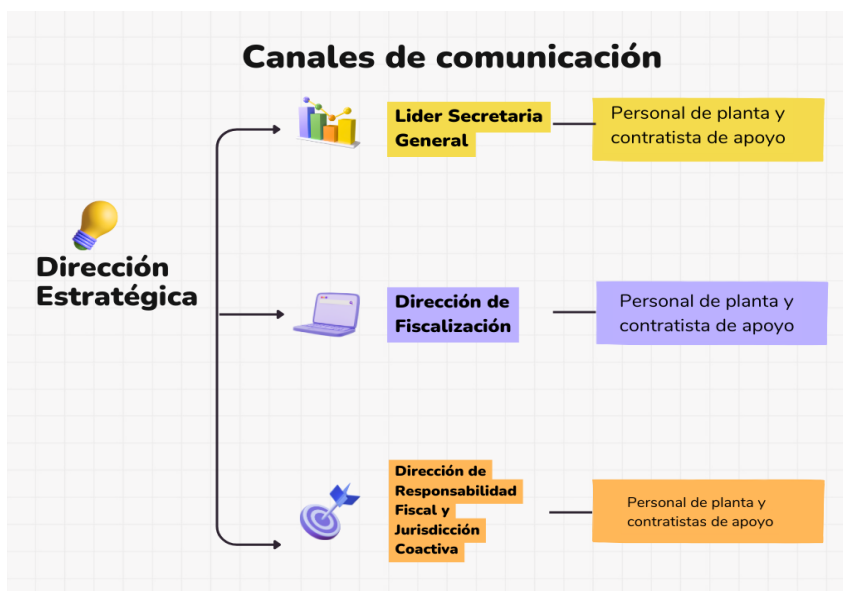 Canales de comunicación
Dirección
Estratégica
Lider Secretaria
General
Personal de planta y
contratista de apoyo
Dirección de
Fiscalización
Personal de planta y
contratista de apoyo
Dirección de
Responsabilidad
Fiscal y
Jurisdicción
Coactiva
Personal de planta y
contratistas de apoyo